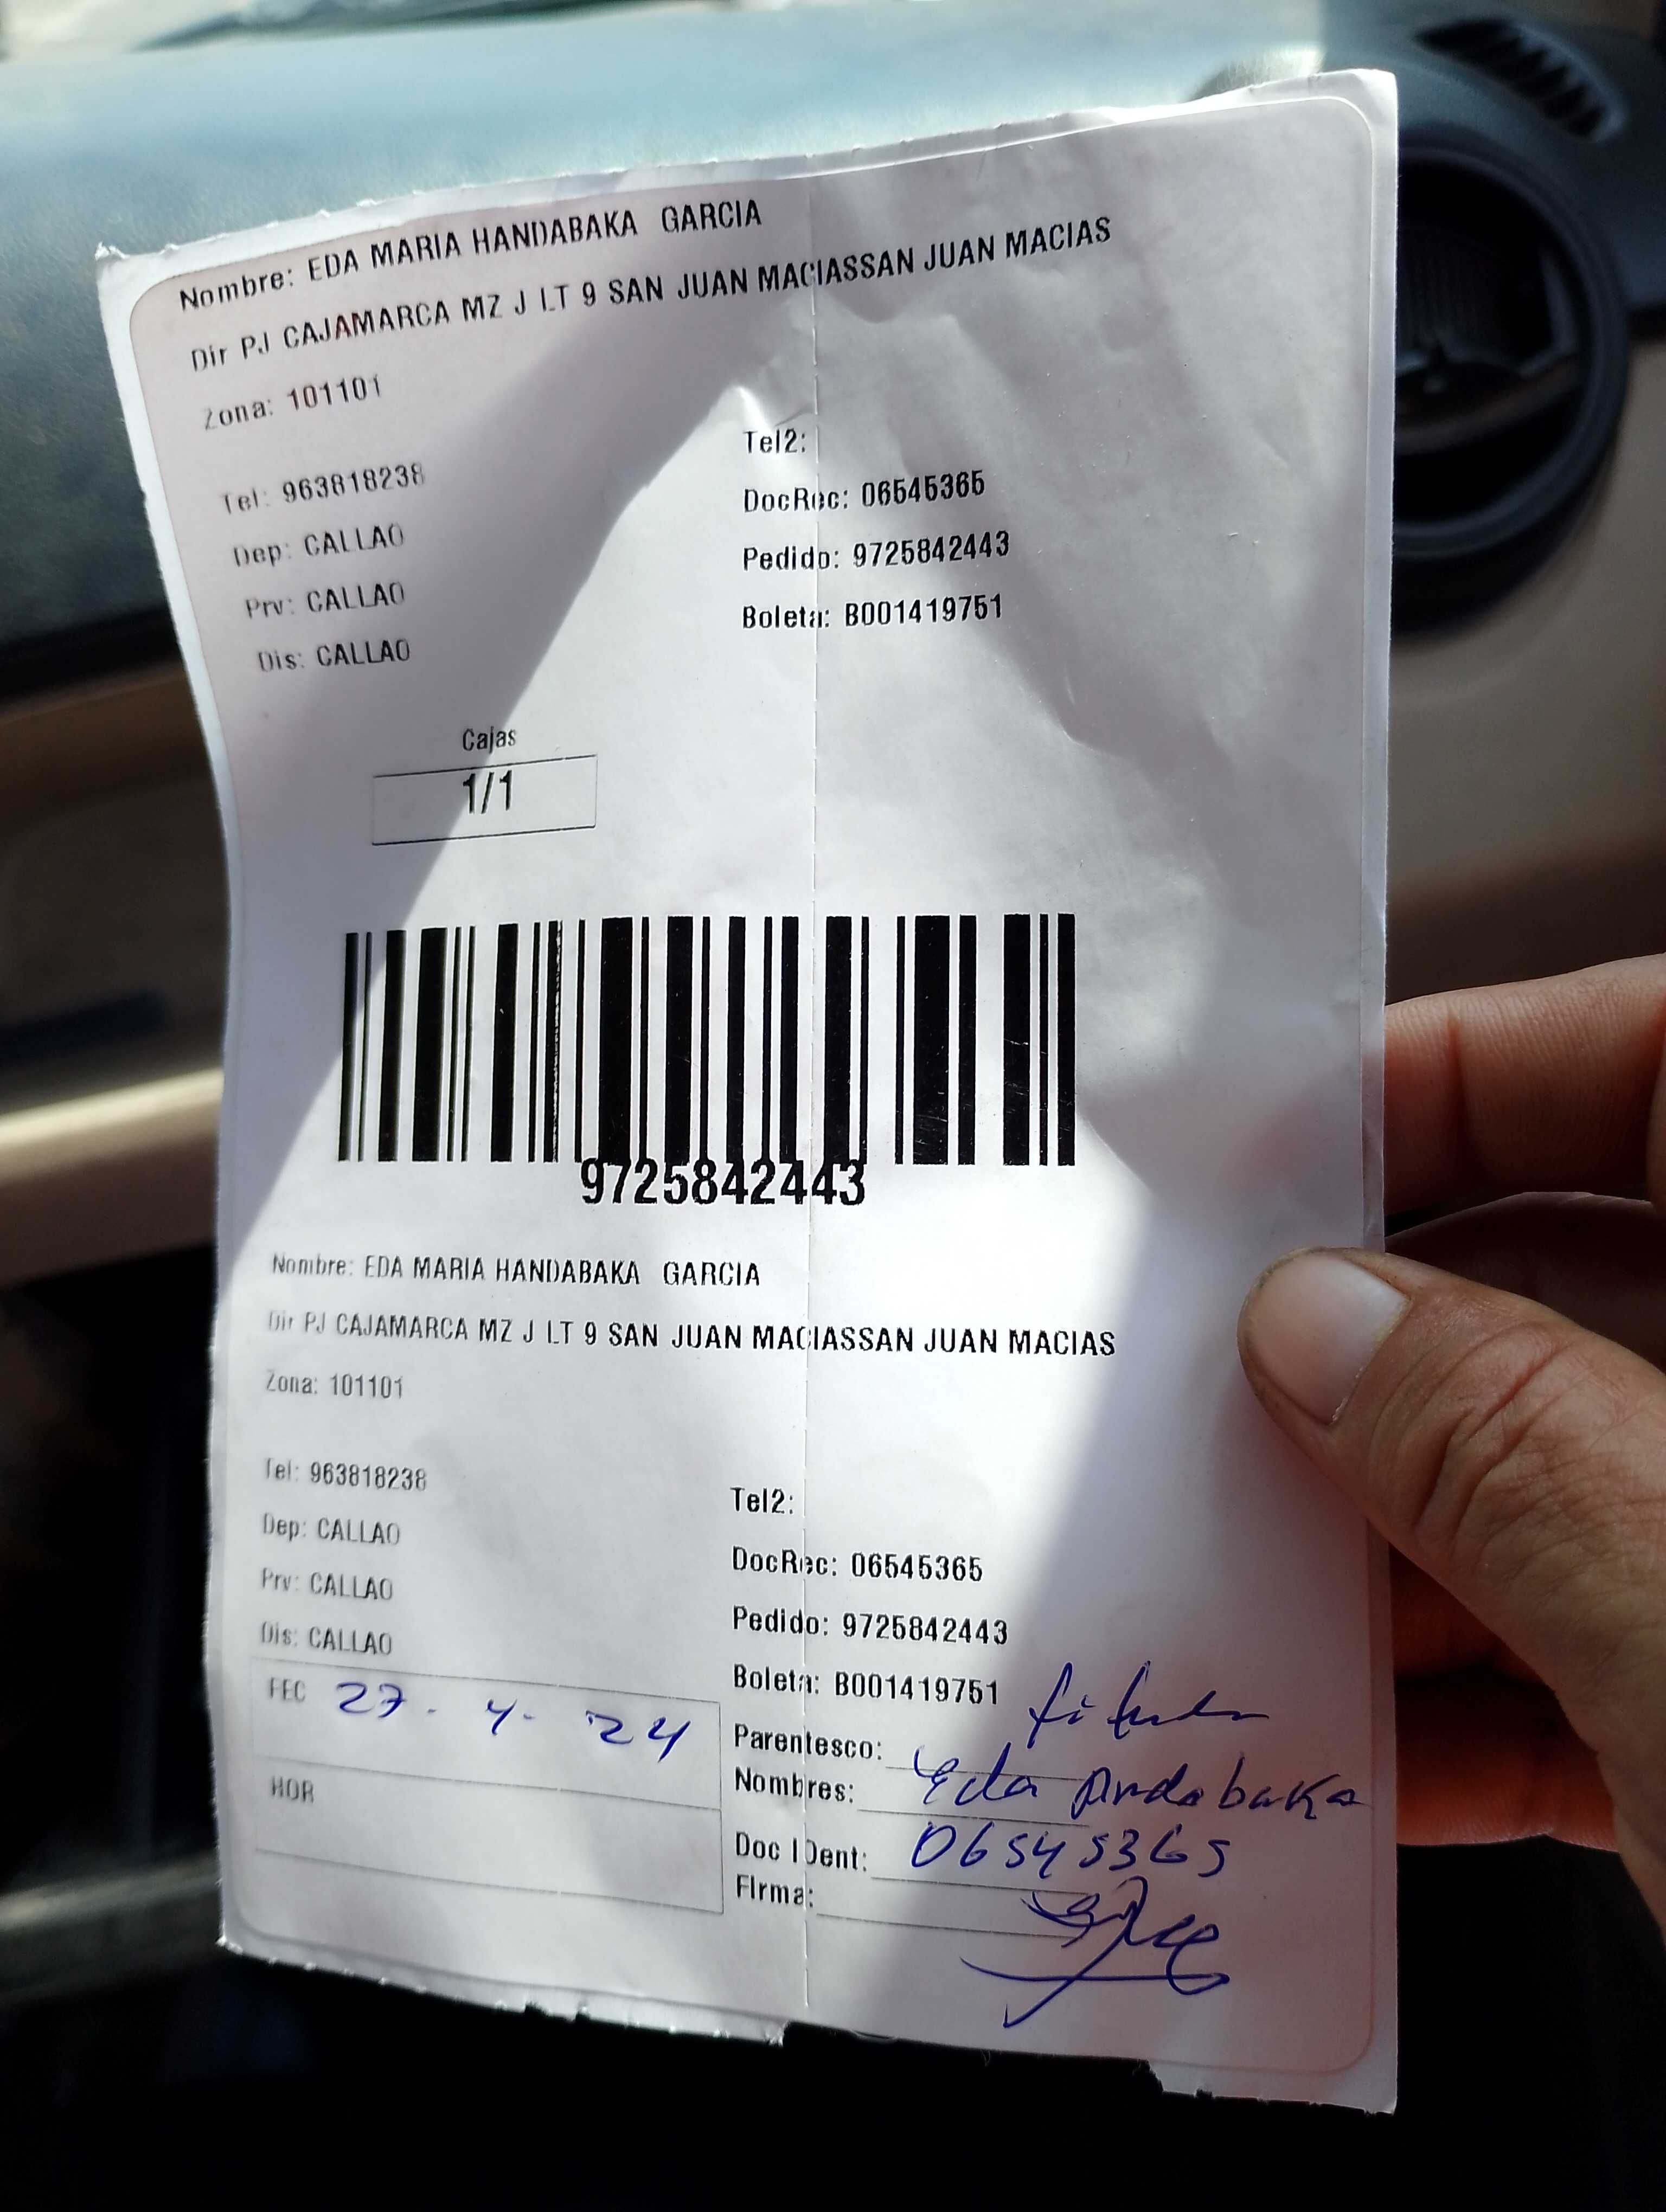 Nombre: EDA MARIA HANDABAKA GARCIA
Dir PJ CAJAMARCA MZ J LT 9 SAN JUAN MACIASSAN JUAN MACIAS
Zona: 101101
Tel2:
Tel: 963818238
DocRec: 06545365
Dep: CALLAO
Pedido: 9725842443
Prv: CALLAO
Boleta: B001419751
Dis: CALLAO
Cajas
1/1
9725842443
Nombre: EDA MARIA HANDABAKA GARCIA
Dir PJ CAJAMARCA MZ J LT 9 SAN JUAN MACIASSAN JUAN MACIAS
Zona: 101101
Tel: 963818238
Tel2:
Dep: CALLAO
DocRec: 06545365
Prv: CALLAO
Pedido: 9725842443
Dis: CALLAO
Boleta: B001419751
FEC 27-4-24
Parentesco: titular
Nombres: Eda Andabaka
HOR
Doc IDent: 06545365
Firma: